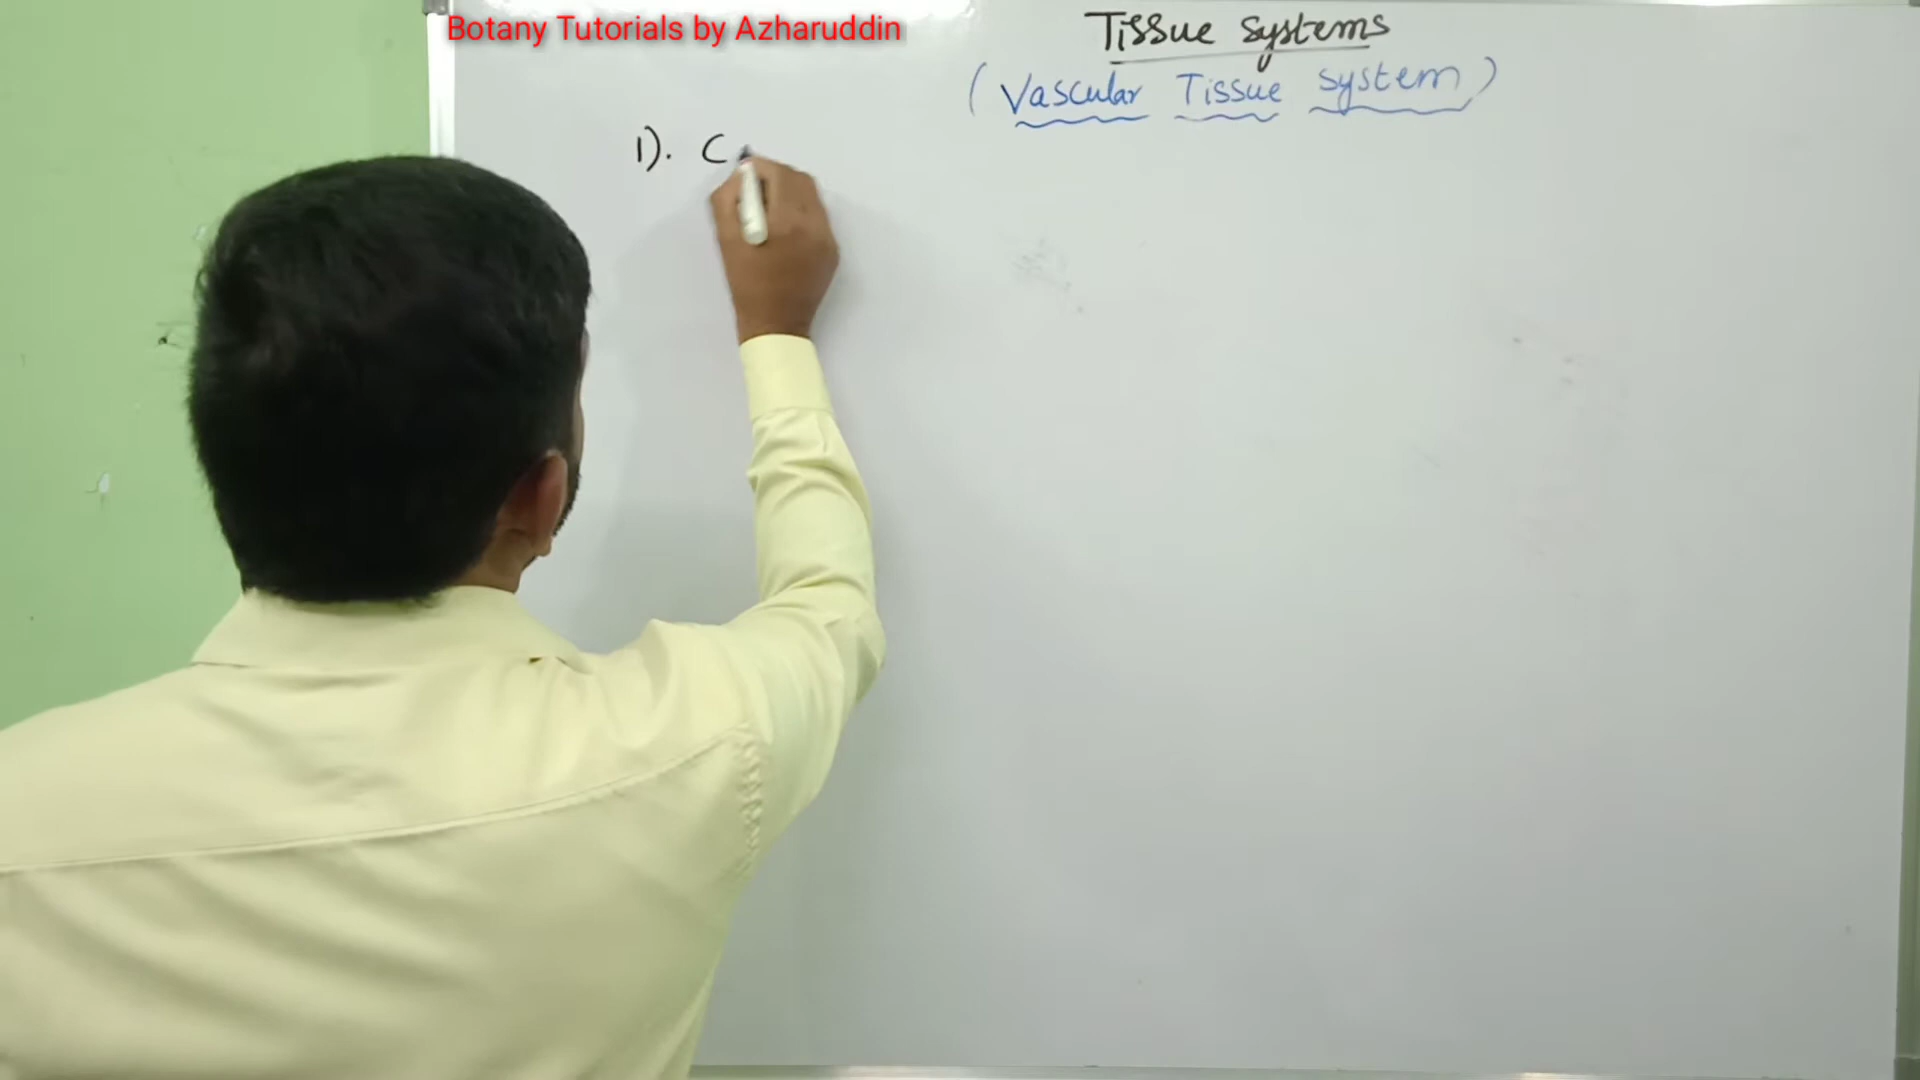 Botany Tutorials by Azharuddin
Tissue systems
(Vascular Tissue system)
1). C